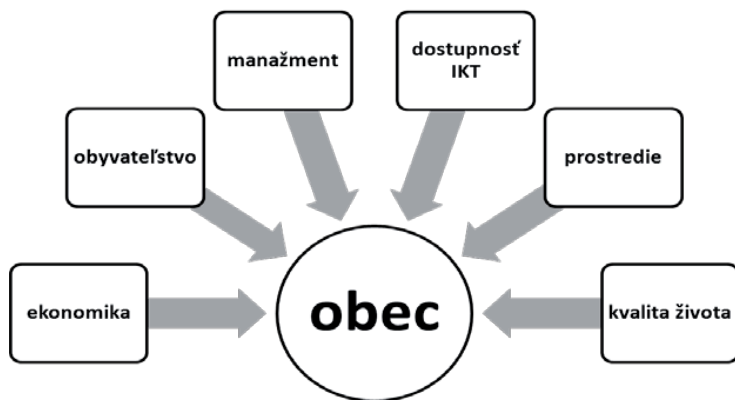 manažment
dostupnosť
IKT
obyvateľstvo
prostredie
ekonomika
obec
kvalita života